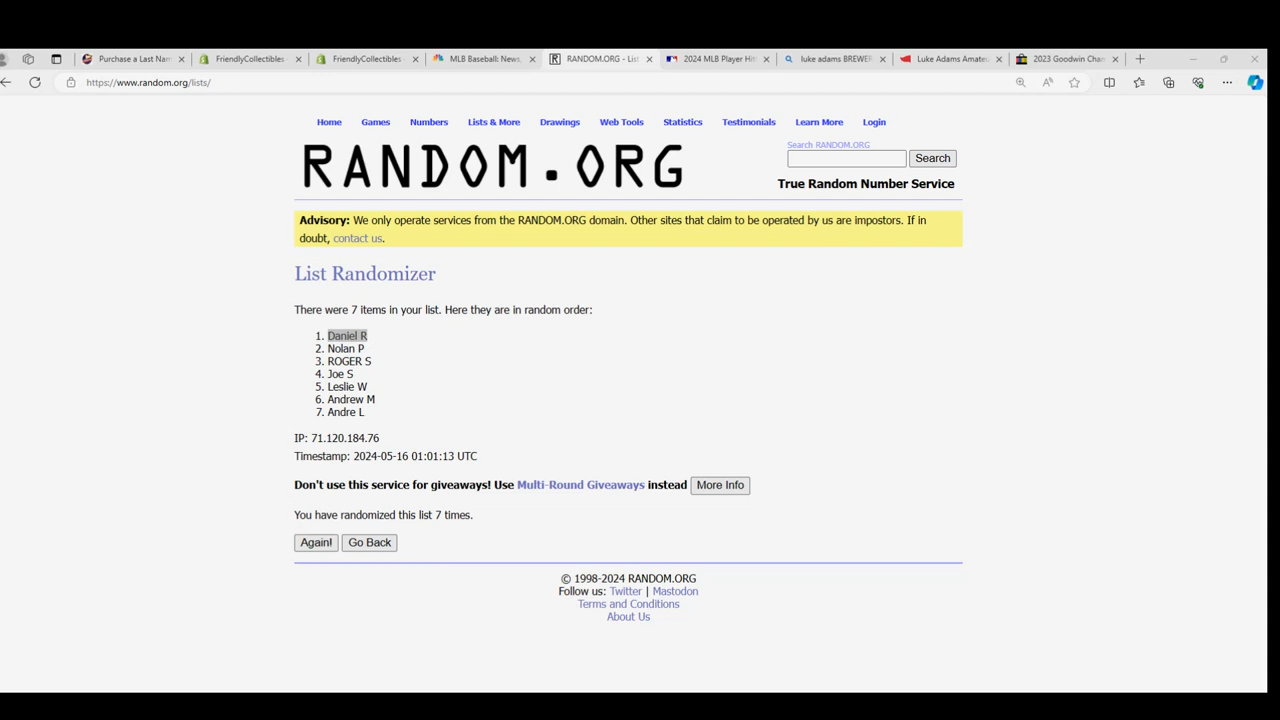 Purchase a Last Nam
FriendlyCollectibles
FriendlyCollectibles
MLB Baseball: News,
RANDOM.ORG - List
2024 MLB Player Hitt
luke adams BREWER
Luke Adams Amateu
2023 Goodwin Cham
https://www.random.org/lists/
Home Games Numbers Lists & More Drawings Web Tools Statistics Testimonials Learn More Login
RANDOM.ORG
Search RANDOM.ORG
Search
True Random Number Service
Advisory: We only operate services from the RANDOM.ORG domain. Other sites that claim to be operated by us are impostors. If in
doubt, contact us.
List Randomizer
There were 7 items in your list. Here they are in random order:
1. Daniel R
2. Nolan P
3. ROGER S
4. Joe S
5. Leslie W
6. Andrew M
7. Andre L
IP: 71.120.184.76
Timestamp: 2024-05-16 01:01:13 UTC
Don't use this service for giveaways! Use Multi-Round Giveaways instead More Info
You have randomized this list 7 times.
Again! Go Back
© 1998-2024 RANDOM.ORG
Follow us: Twitter | Mastodon
Terms and Conditions
About Us